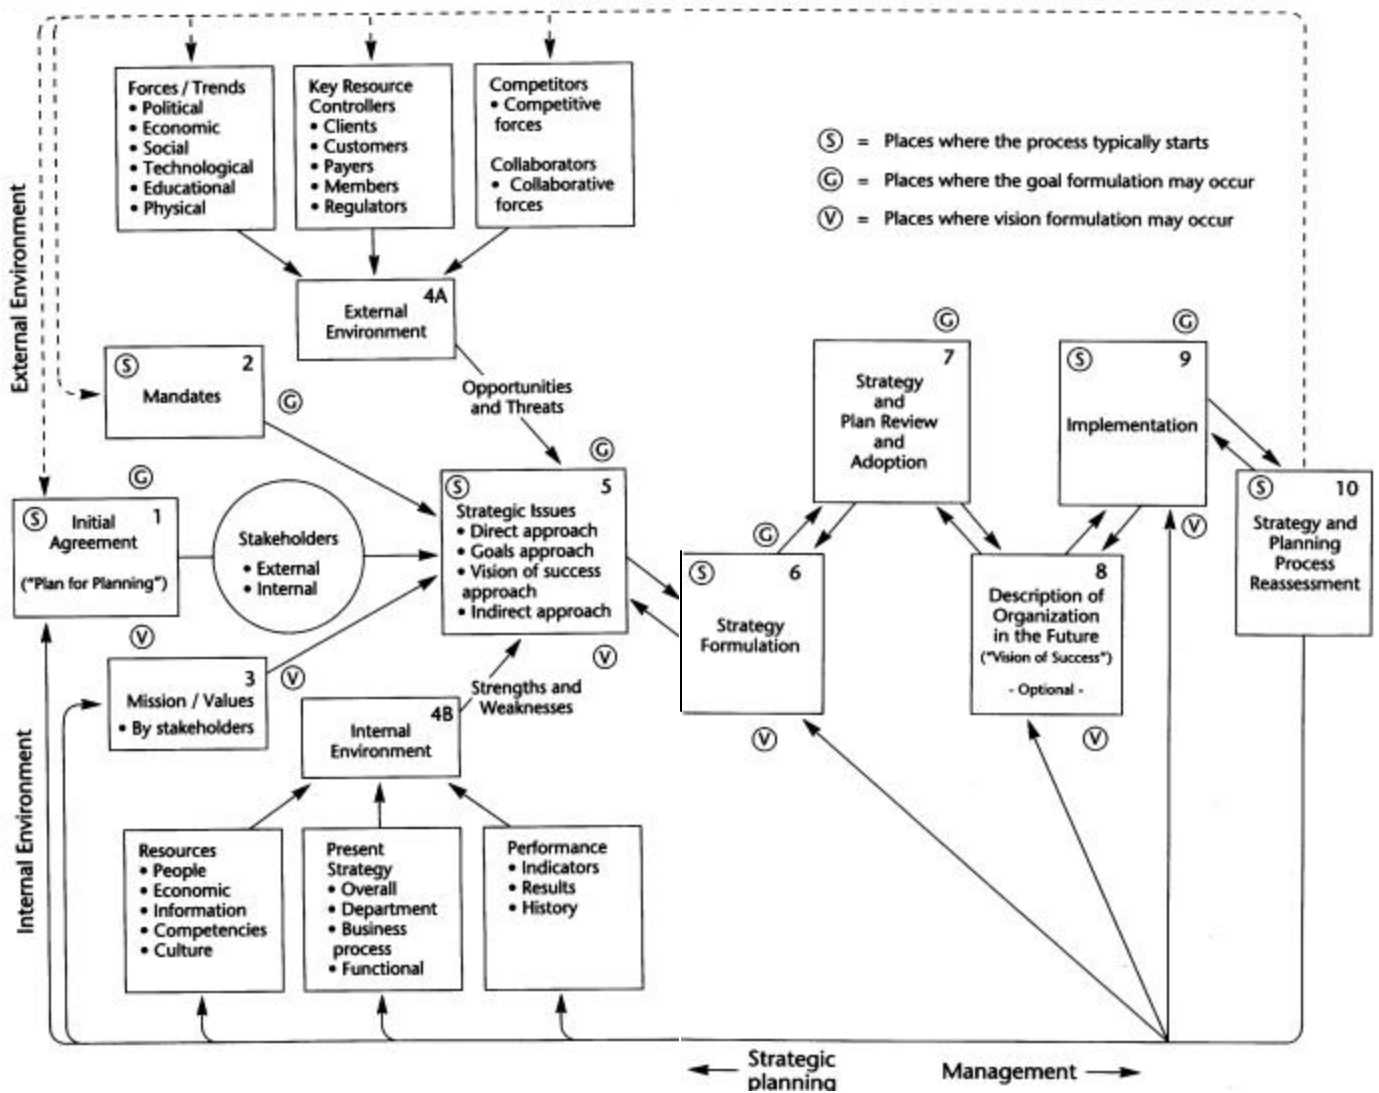 Forces / Trends
• Political
• Economic
• Social
• Technological
• Educational
• Physical
Key Resource
Controllers
• Clients
• Customers
• Payers
• Members
• Regulators
Competitors
• Competitive
forces
Collaborators
• Collaborative
forces
Ⓢ = Places where the process typically starts
Ⓖ = Places where the goal formulation may occur
Ⓥ = Places where vision formulation may occur
External Environment
4A
External
Environment
Opportunities
and Threats
Ⓢ 2
Mandates
Ⓖ
Ⓖ
Ⓢ 1
Initial
Agreement
("Plan for Planning")
Ⓥ
Stakeholders
• External
• Internal
Ⓖ
Ⓢ 5
Strategic Issues
• Direct approach
• Goals approach
• Vision of success
approach
• Indirect approach
Ⓥ
3
Mission / Values
• By stakeholders
Ⓥ
Strengths and
Weaknesses
4B
Internal
Environment
Internal Environment
Resources
• People
• Economic
• Information
• Competencies
• Culture
Present
Strategy
• Overall
• Department
• Business
process
• Functional
Performance
• Indicators
• Results
• History
Ⓖ
Ⓢ 6
Strategy
Formulation
Ⓥ
Ⓖ
7
Strategy
and
Plan Review
and
Adoption
8
Description of
Organization
in the Future
("Vision of Success")
- Optional -
Ⓥ
Ⓖ
Ⓢ 9
Implementation
Ⓥ
Ⓢ 10
Strategy and
Planning
Process
Reassessment
Strategic
planning
Management